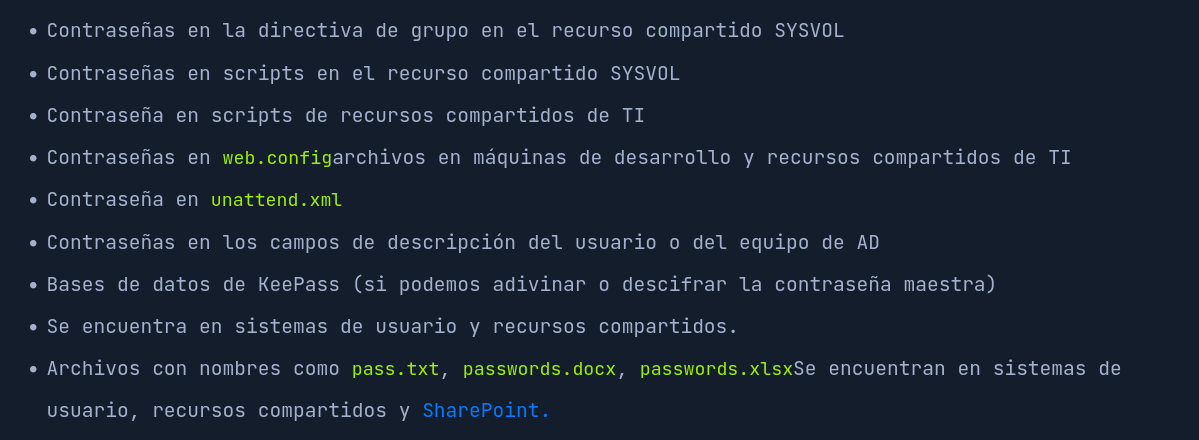 • Contraseñas en la directiva de grupo en el recurso compartido SYSVOL
• Contraseñas en scripts en el recurso compartido SYSVOL
• Contraseña en scripts de recursos compartidos de TI
• Contraseñas en web.configarchivos en máquinas de desarrollo y recursos compartidos de TI
• Contraseña en unattend.xml
• Contraseñas en los campos de descripción del usuario o del equipo de AD
• Bases de datos de KeePass (si podemos adivinar o descifrar la contraseña maestra)
• Se encuentra en sistemas de usuario y recursos compartidos.
• Archivos con nombres como pass.txt, passwords.docx, passwords.xlsxSe encuentran en sistemas de
usuario, recursos compartidos y SharePoint.